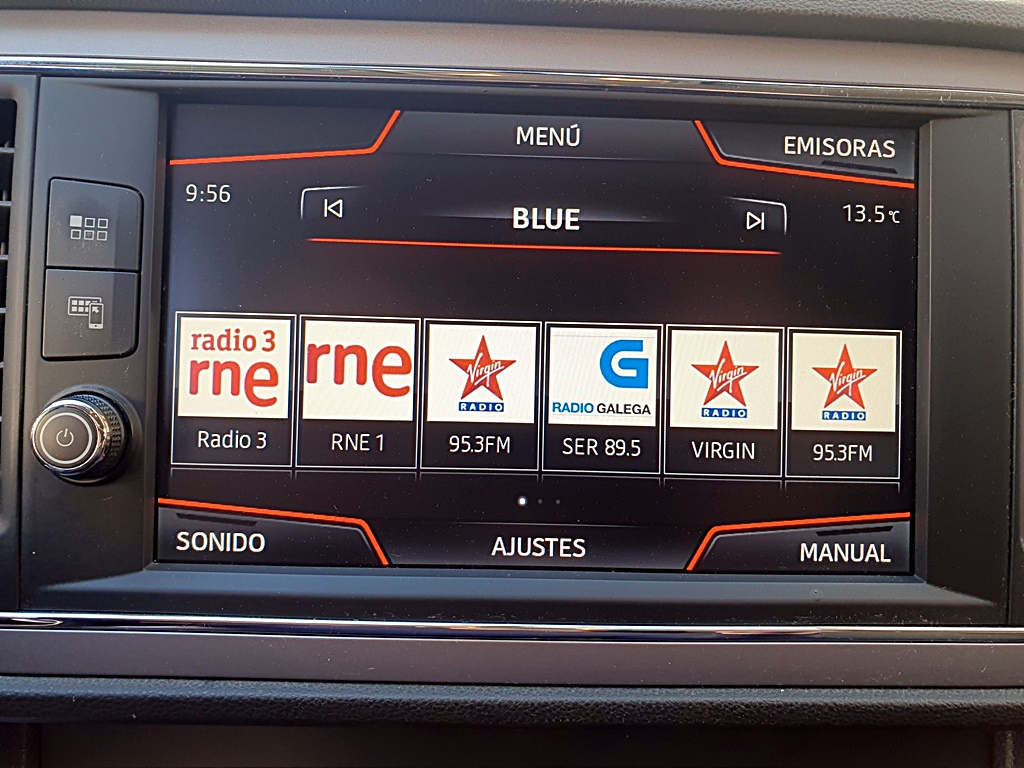 MENÚ
EMISORAS
9:56
BLUE
13.5°C
radio 3
rne
rne
Virgin
RADIO
G
RADIO GALEGA
Virgin
RADIO
Virgin
RADIO
Radio 3
RNE 1
95.3FM
SER 89.5
VIRGIN
95.3FM
SONIDO
AJUSTES
MANUAL